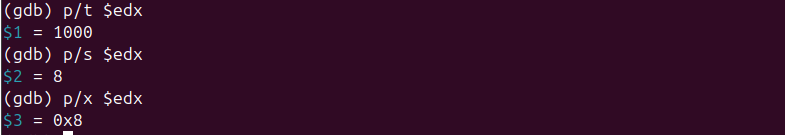 (gdb) p/t $edx
$1 = 1000
(gdb) p/s $edx
$2 = 8
(gdb) p/x $edx
$3 = 0x8